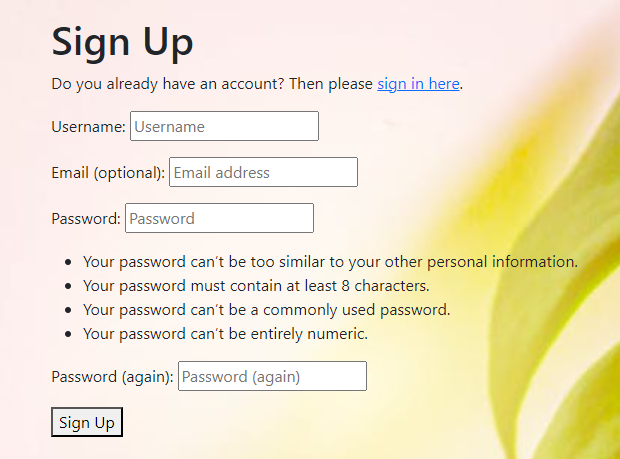 Sign Up
Do you already have an account? Then please sign in here.
Username: Username
Email (optional): Email address
Password: Password
Your password can’t be too similar to your other personal information.
Your password must contain at least 8 characters.
Your password can’t be a commonly used password.
Your password can’t be entirely numeric.
Password (again): Password (again)
Sign Up